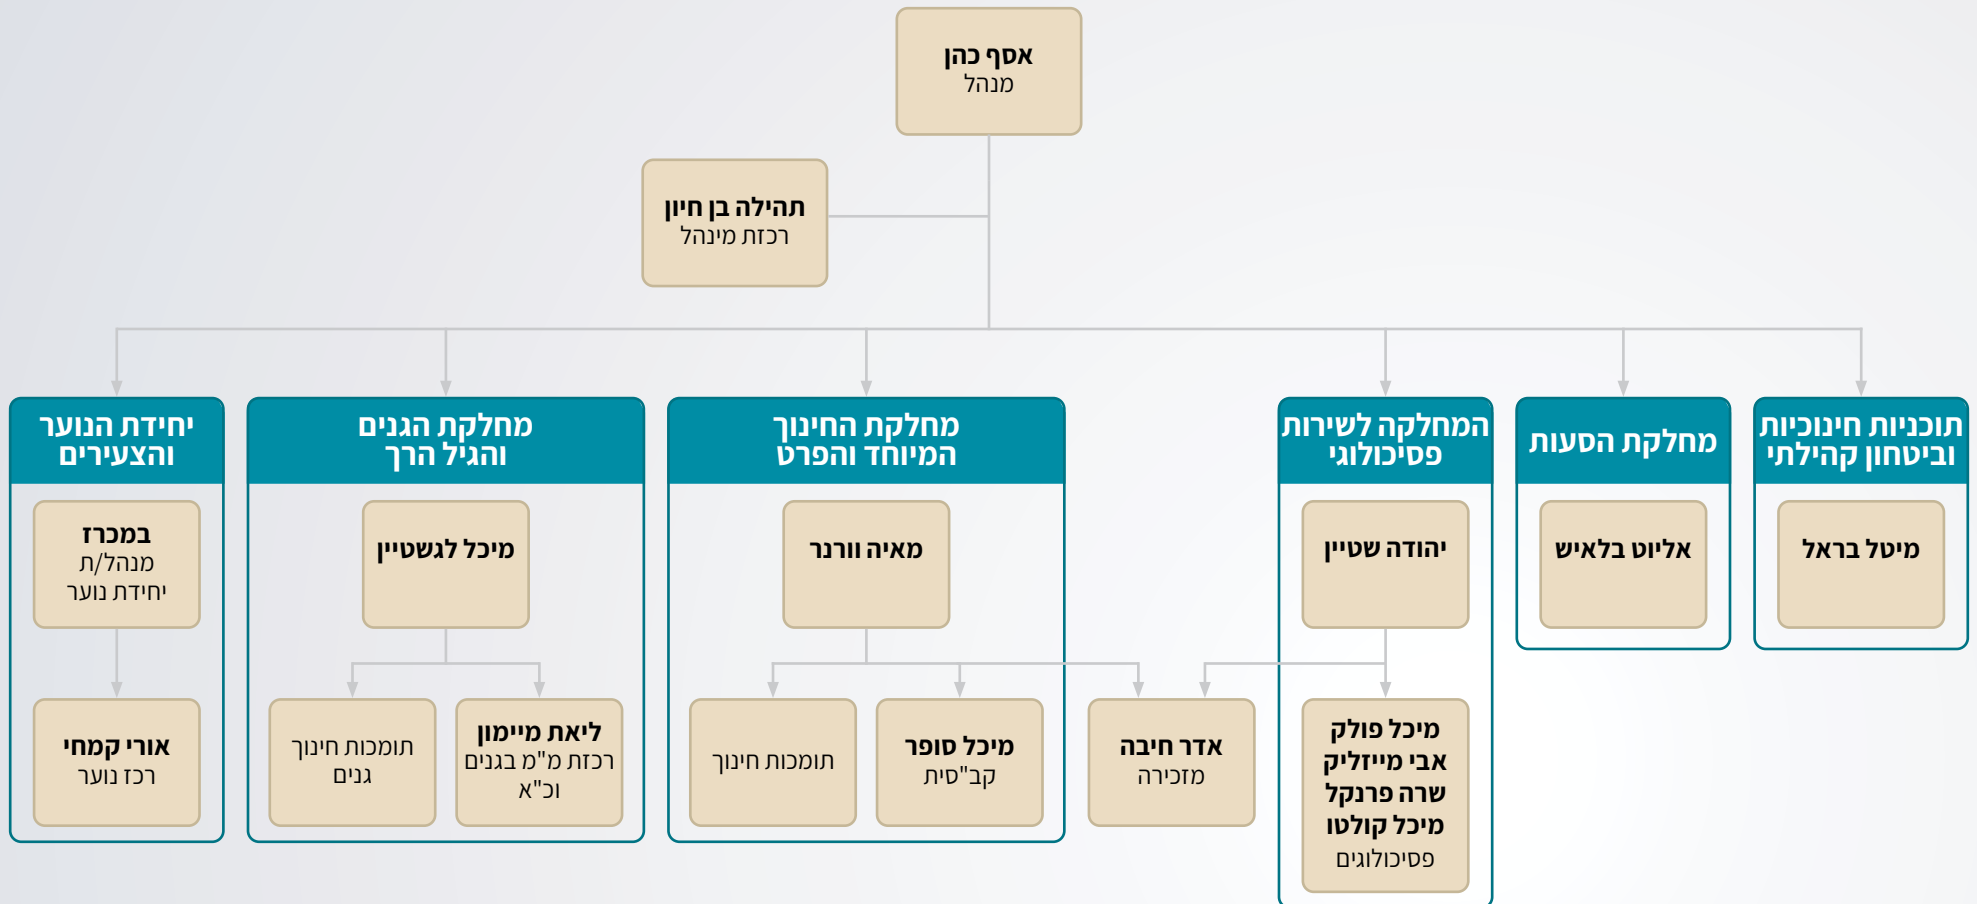 אסף כהן
מנהל
תהילה בן חיון
רכזת מינהל
תוכניות חינוכיות
וביטחון קהילתי
מיטל בראל
מחלקת הסעות
אליוט בלאיש
המחלקה לשירות
פסיכולוגי
יהודה שטיין
מיכל פולק
אבי מייזליק
שרה פרנקל
מיכל קולטו
פסיכולוגים
אדר חיבה
מזכירה
מחלקת החינוך
המיוחד והפרט
מאיה וורנר
מיכל סופר
קב"סית
תומכות חינוך
מחלקת הגנים
והגיל הרך
מיכל לגשטיין
ליאת מיימון
רכזת מ"מ בגנים
וכ"א
תומכות חינוך
גנים
יחידת הנוער
והצעירים
במכרז
מנהל/ת
יחידת נוער
אורי קמחי
רכז נוער